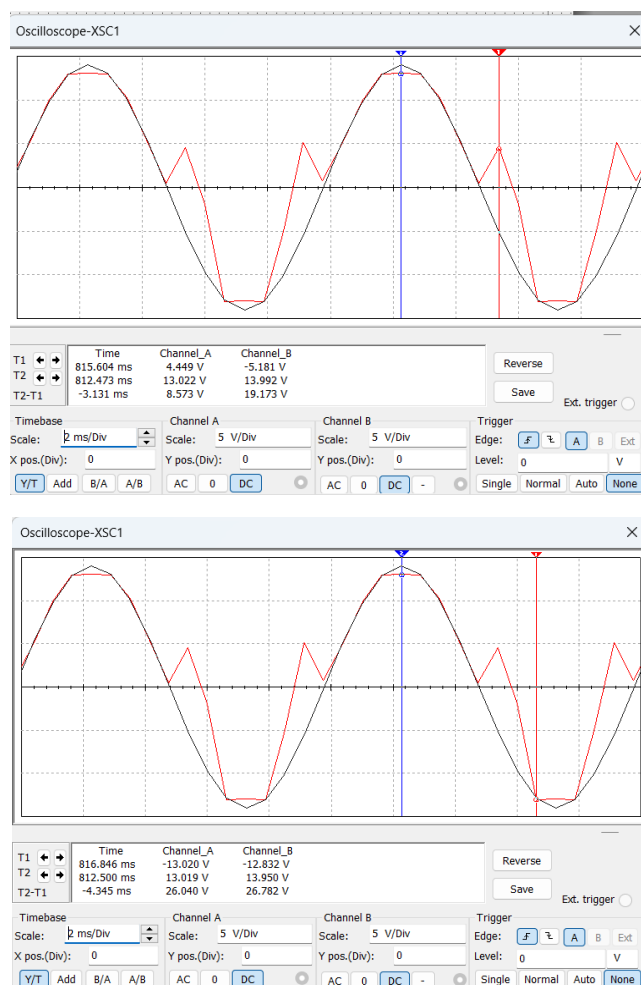 Oscilloscope-XSC1
Time Channel_A Channel_B
T1 815.604 ms 4.449 V -5.181 V
T2 812.473 ms 13.022 V 13.992 V
T2-T1 -3.131 ms 8.573 V 19.173 V
Reverse
Save
Ext. trigger
Timebase Channel A Channel B Trigger
Scale: 2 ms/Div Scale: 5 V/Div Scale: 5 V/Div Edge: A B Ext
X pos.(Div): 0 Y pos.(Div): 0 Y pos.(Div): 0 Level: 0 V
Y/T Add B/A A/B AC 0 DC AC 0 DC - Single Normal Auto None
Oscilloscope-XSC1
Time Channel_A Channel_B
T1 816.846 ms -13.020 V -12.832 V
T2 812.500 ms 13.019 V 13.950 V
T2-T1 -4.345 ms 26.040 V 26.782 V
Reverse
Save
Ext. trigger
Timebase Channel A Channel B Trigger
Scale: 2 ms/Div Scale: 5 V/Div Scale: 5 V/Div Edge: A B Ext
X pos.(Div): 0 Y pos.(Div): 0 Y pos.(Div): 0 Level: 0 V
Y/T Add B/A A/B AC 0 DC AC 0 DC - Single Normal Auto None